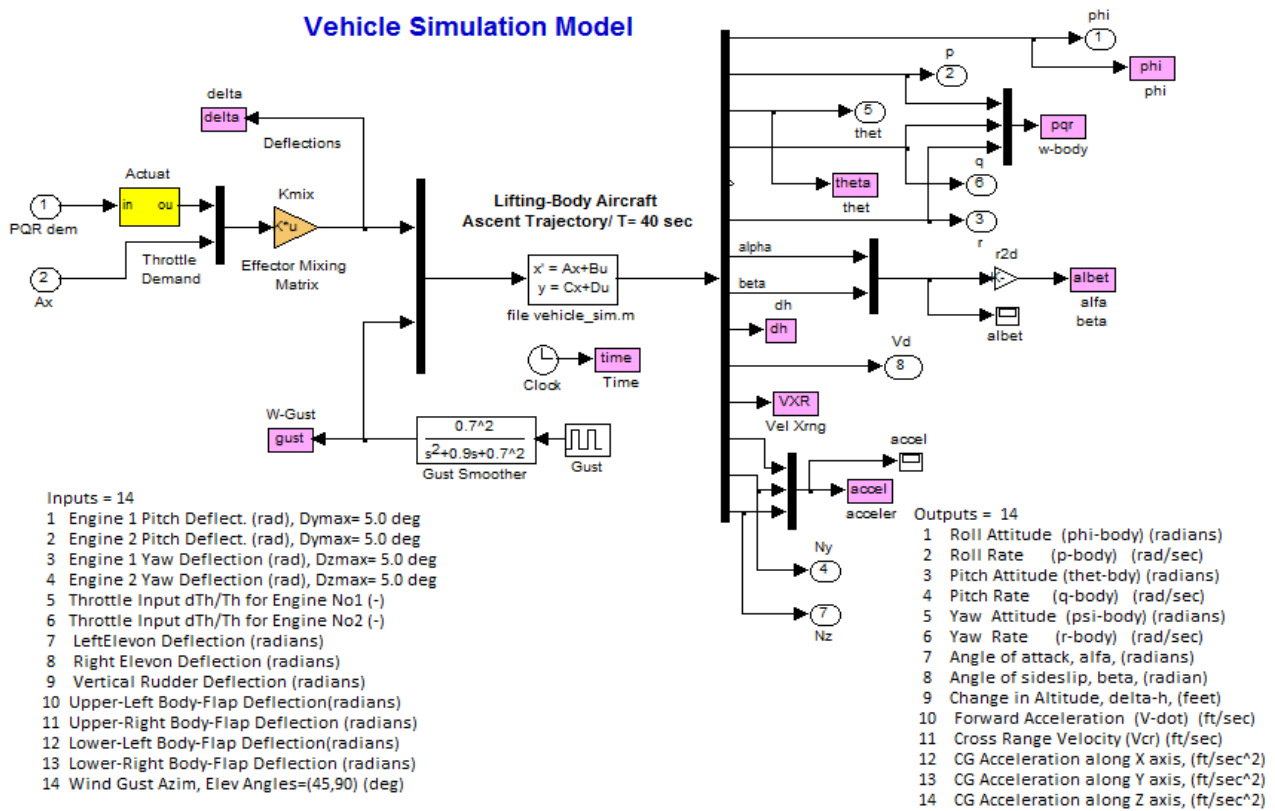 Vehicle Simulation Model
phi
1
phi
phi
p
2
delta
delta
Deflections
5
thet
pqr
w-body
q
6
theta
thet
3
r
Actuat
in ou
1
PQR dem
Kmix
K*u
Effector Mixing
Matrix
Throttle
Demand
2
Ax
Lifting-Body Aircraft
Ascent Trajectory/ T= 40 sec
x' = Ax+Bu
y = Cx+Du
file vehicle_sim.m
alpha
beta
r2d
albet
alfa
beta
albet
dh
dh
Vd
8
Clock
time
Time
VXR
Vel Xrng
W-Gust
gust
0.7^2
s^2+0.9s+0.7^2
Gust Smoother
Gust
accel
accel
acceler
Ny
4
7
Nz
Inputs = 14
1 Engine 1 Pitch Deflect. (rad), Dymax= 5.0 deg
2 Engine 2 Pitch Deflect. (rad), Dymax= 5.0 deg
3 Engine 1 Yaw Deflection (rad), Dzmax= 5.0 deg
4 Engine 2 Yaw Deflection (rad), Dzmax= 5.0 deg
5 Throttle Input dTh/Th for Engine No1 (-)
6 Throttle Input dTh/Th for Engine No2 (-)
7 LeftElevon Deflection (radians)
8 Right Elevon Deflection (radians)
9 Vertical Rudder Deflection (radians)
10 Upper-Left Body-Flap Deflection(radians)
11 Upper-Right Body-Flap Deflection (radians)
12 Lower-Left Body-Flap Deflection(radians)
13 Lower-Right Body-Flap Deflection (radians)
14 Wind Gust Azim, Elev Angles=(45,90) (deg)
Outputs = 14
1 Roll Attitude (phi-body) (radians)
2 Roll Rate (p-body) (rad/sec)
3 Pitch Attitude (thet-bdy) (radians)
4 Pitch Rate (q-body) (rad/sec)
5 Yaw Attitude (psi-body) (radians)
6 Yaw Rate (r-body) (rad/sec)
7 Angle of attack, alfa, (radians)
8 Angle of sideslip, beta, (radian)
9 Change in Altitude, delta-h, (feet)
10 Forward Acceleration (V-dot) (ft/sec)
11 Cross Range Velocity (Vcr) (ft/sec)
12 CG Acceleration along X axis, (ft/sec^2)
13 CG Acceleration along Y axis, (ft/sec^2)
14 CG Acceleration along Z axis, (ft/sec^2)